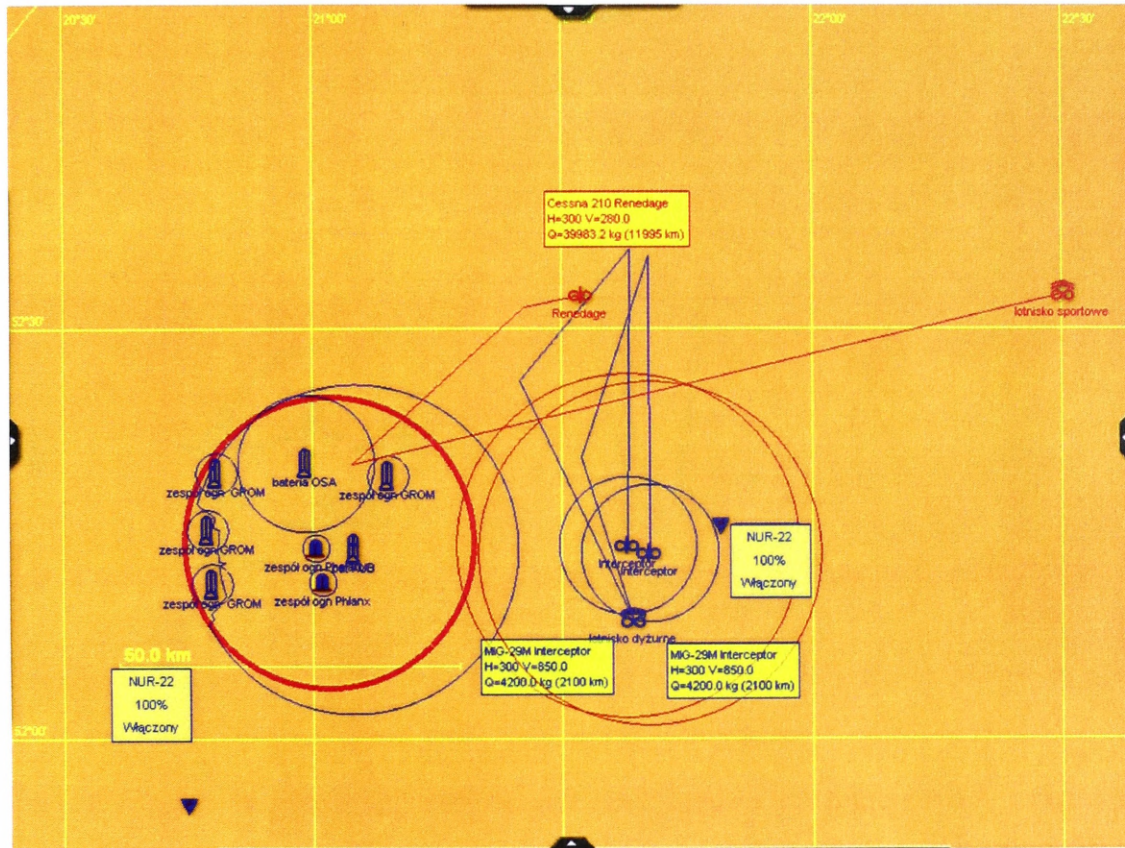 20°30'
21°00'
22°00'
22°30'
Cessna 210 Renedage
H=300 V=280.0
Q=39983.2 kg (11995 km)
Renedage
lotnisko sportowe
52°30'
bateria OSA
zespół ogn GROM
zespół ogn GROM
zespół ogn GROM
zespół ogn
zespół ogn Phlanx
zespół ogn GROM
Interceptor
Interceptor
NUR-22
100%
Włączony
lotnisko dyżurne
MiG-29M Interceptor
H=300 V=850.0
Q=4200.0 kg (2100 km)
MiG-29M Interceptor
H=300 V=850.0
Q=4200.0 kg (2100 km)
50.0 km
NUR-22
100%
Włączony
52°00'